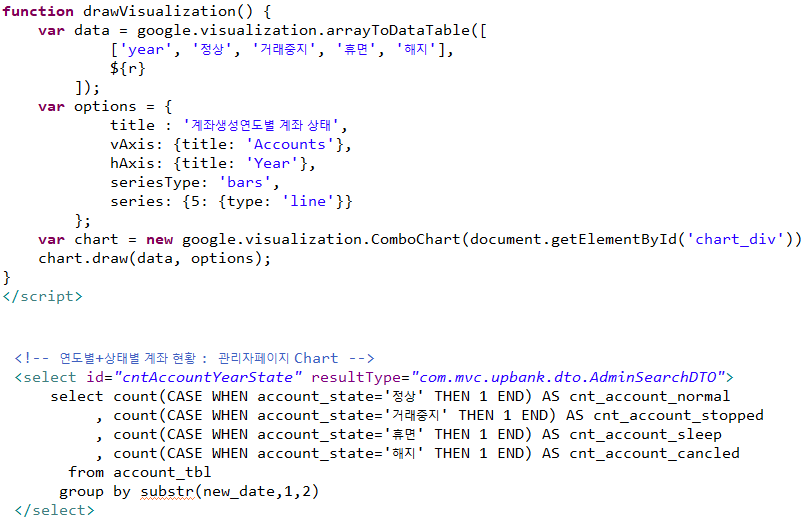 function drawVisualization() {
    var data = google.visualization.arrayToDataTable([
            ['year', '정상', '거래중지', '휴면', '해지'],
            ${r}
        ]);
    var options = {
            title : '계좌생성연도별 계좌 상태',
            vAxis: {title: 'Accounts'},
            hAxis: {title: 'Year'},
            seriesType: 'bars',
            series: {5: {type: 'line'}}
        };
    var chart = new google.visualization.ComboChart(document.getElementById('chart_div'))
    chart.draw(data, options);
}
</script>
<!-- 연도별+상태별 계좌 현황 : 관리자페이지 Chart -->
<select id="cntAccountYearState" resultType="com.mvc.upbank.dto.AdminSearchDTO">
    select count(CASE WHEN account_state='정상' THEN 1 END) AS cnt_account_normal
         , count(CASE WHEN account_state='거래중지' THEN 1 END) AS cnt_account_stopped
         , count(CASE WHEN account_state='휴면' THEN 1 END) AS cnt_account_sleep
         , count(CASE WHEN account_state='해지' THEN 1 END) AS cnt_account_cancled
      from account_tbl
     group by substr(new_date,1,2)
</select>